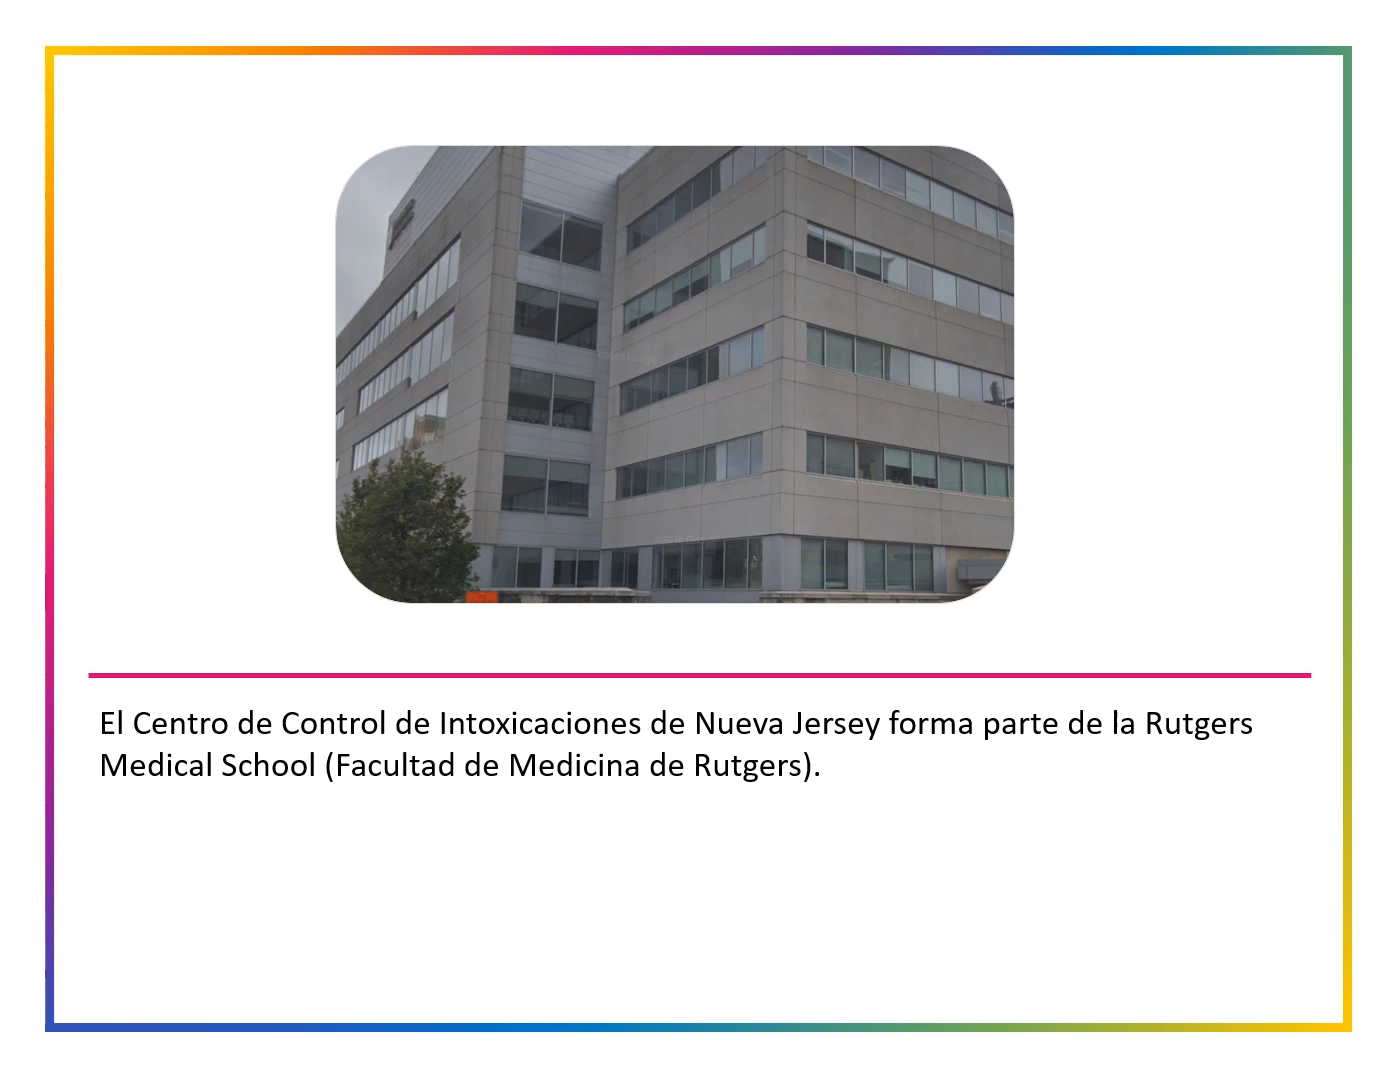 El Centro de Control de Intoxicaciones de Nueva Jersey forma parte de la Rutgers
Medical School (Facultad de Medicina de Rutgers).